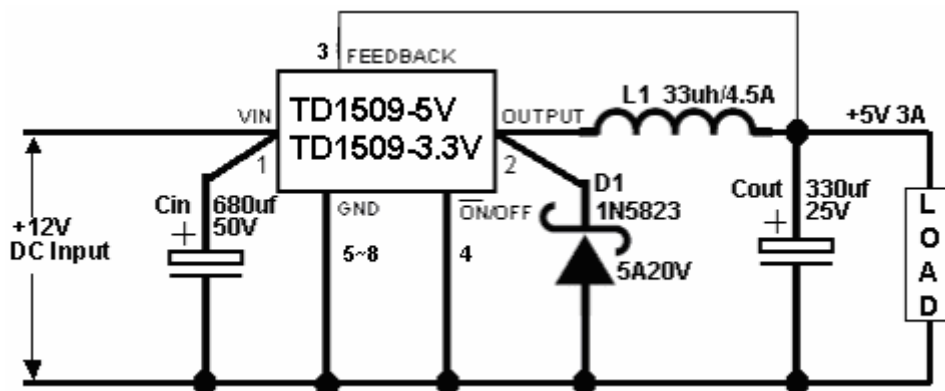 3 FEEDBACK
L1 33uh/4.5A
VIN
TD1509-5V
TD1509-3.3V
OUTPUT
+5V 3A
1
2
Cin
+
680uf
50V
GND
ON/OFF
D1
1N5823
Cout
+
330uf
25V
LOAD
+12V
DC Input
5~8
4
5A20V